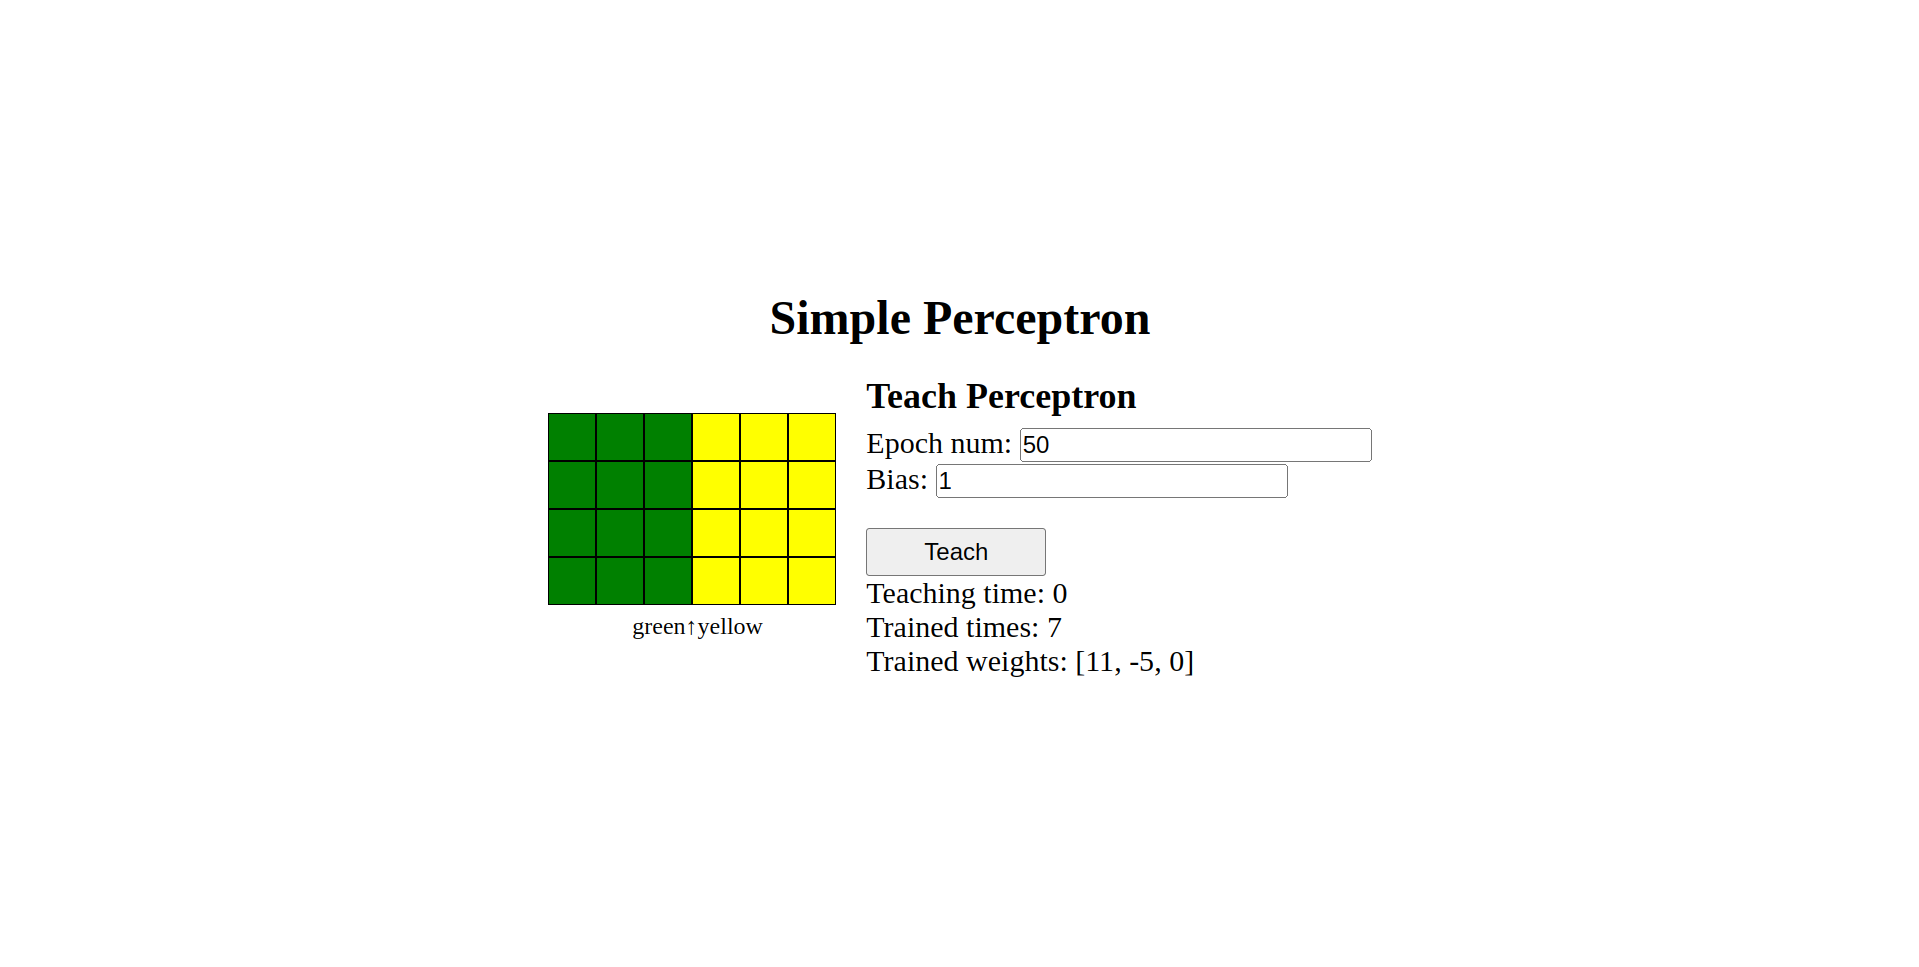 Simple Perceptron
Teach Perceptron
Epoch num: 50
Bias: 1
Teach
Teaching time: 0
Trained times: 7
Trained weights: [11, -5, 0]
green↑yellow